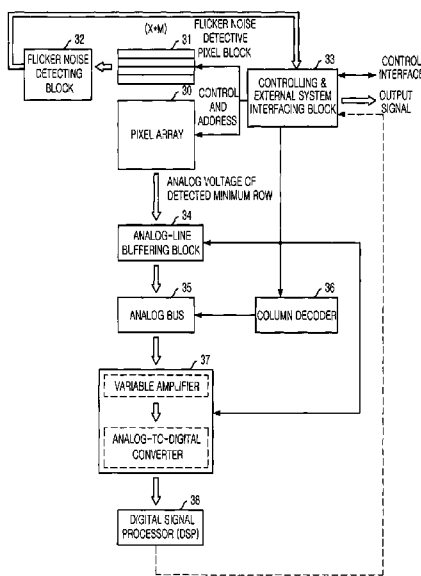 (X*M)
FLICKER NOISE
DETECTIVE
PIXEL BLOCK
32
31
33
FLICKER NOISE
DETECTING
BLOCK
30
CONTROL
AND
ADDRESS
CONTROLLING &
EXTERNAL SYSTEM
INTERFACING BLOCK
CONTROL
INTERFACE
OUTPUT
SIGNAL
PIXEL ARRAY
ANALOG VOLTAGE OF
DETECTED MINIMUM ROW
34
ANALOG-LINE
BUFFERING BLOCK
35
36
ANALOG BUS
COLUMN DECODER
37
VARIABLE AMPLIFIER
ANALOG-TO-DIGITAL
CONVERTER
38
DIGITAL SIGNAL
PROCESSOR (DSP)